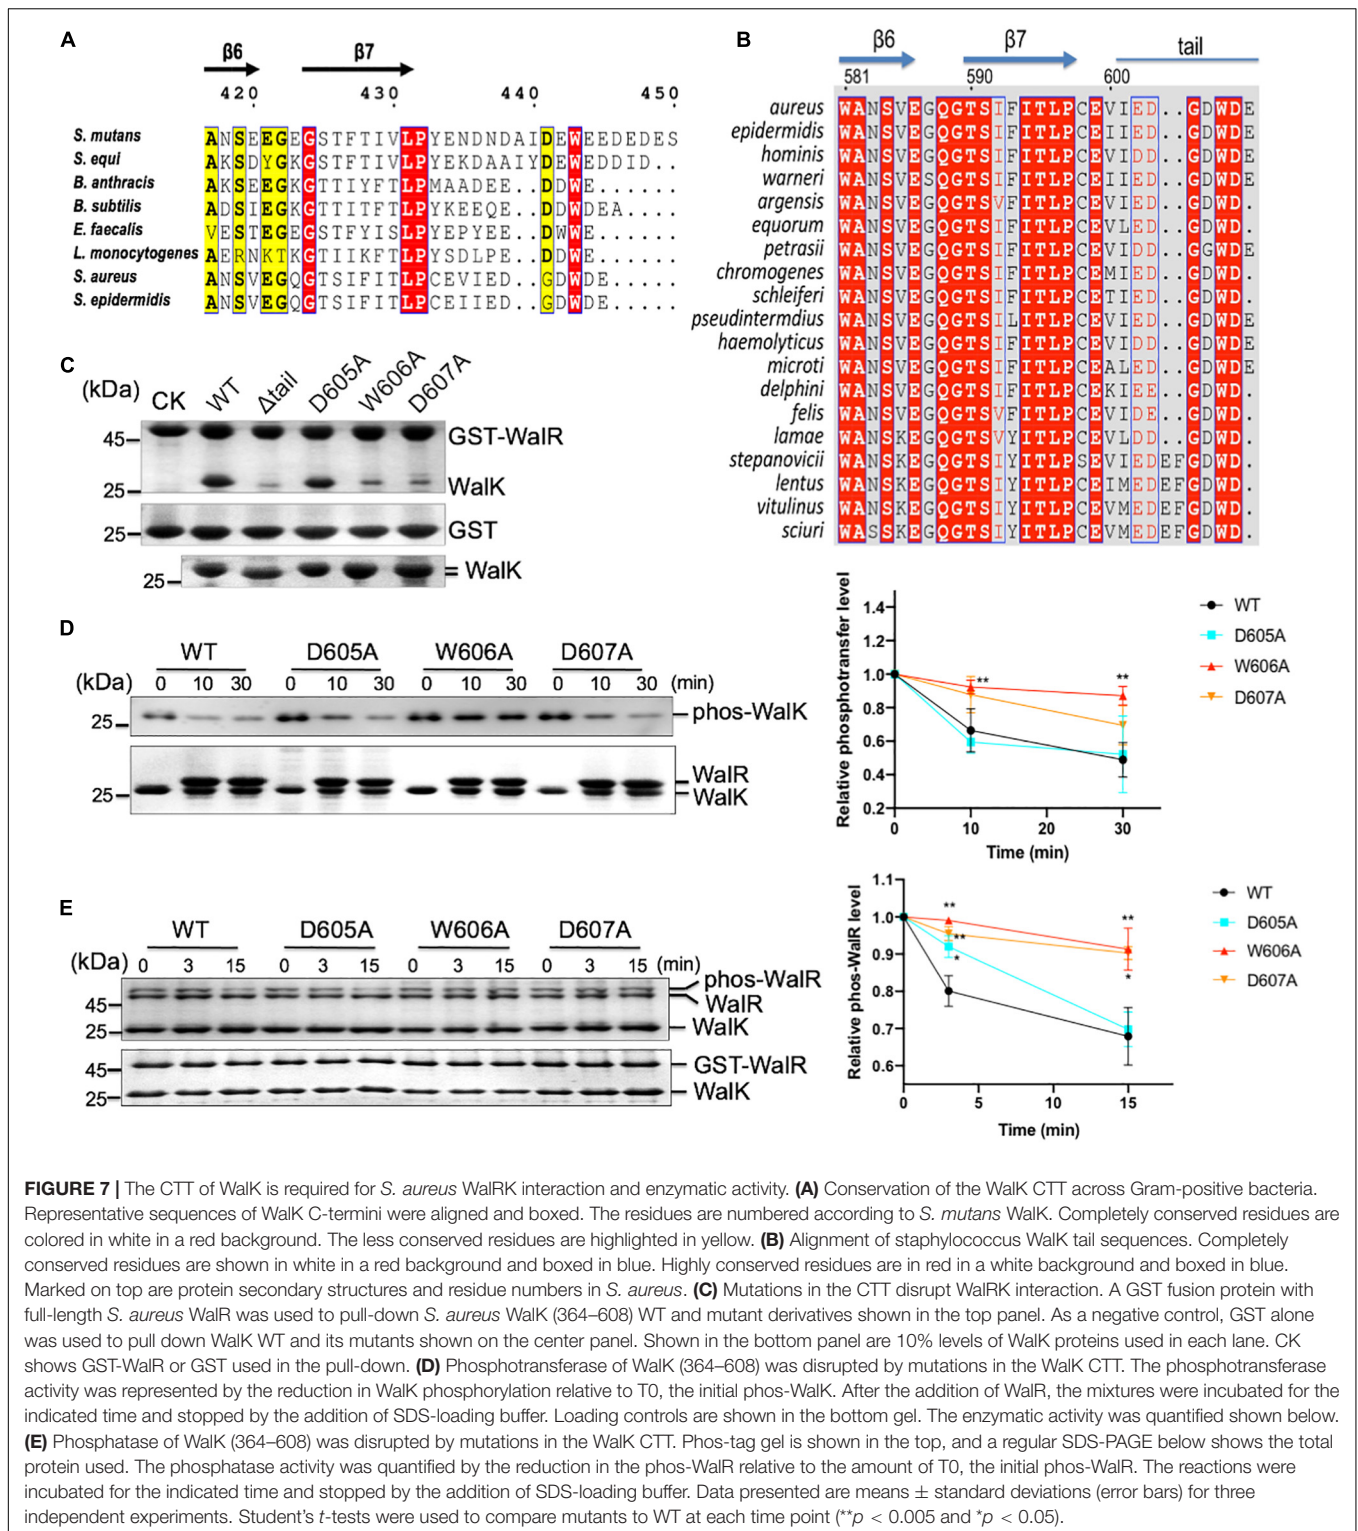 A
β6 β7
420 430 440 450
S. mutans ANSEEGEGSTFTIVLPYENDNDAIDEWEEDEDES
S. equi AKSDYGKGSTFTIVLPYEKDAAIYDEWEDDID..
B. anthracis AKSEEGKGTTIYFTLPMAADEE..DDWE......
B. subtilis ADSIEGKGTTITFTLPYKEEQE..DDWDEA....
E. faecalis VESTEGEGSTFYISLPYEPYEE..DWWE......
L. monocytogenes AERNKTKGTTIKFTLPYSDLPE..DDWE......
S. aureus ANSVEGQGTSIFITLPCEVIIED..GDWDE...
S. epidermidis ANSVEGQGTSIFITLPCEIIED..GDWDE.....
B
β6 β7 tail
581 590 600
aureus WANSVEGQGTSIFITLPCEVIED..GDWDE
epidermidis WANSVEGQGTSIFITLPCEIIED..GDWDE
hominis WANSVEGQGTSIFITLPCEVIDD..GDWDE
warneri WANSVESQGTSIFITLPCEIIDD..GDWDE
argensis WANSVEGQGTSVFITLPCEIIED..GDWD.
equorum WANSVEGQGTSIFITLPCEVLED..GDWD.
petrasii WANSVEGQGTSIFITLPCEVIDD..GGWDE
chromogenes WANSVEGQGTSIFITLPCEMIED..GDWD.
schleiferi WANSVEGQGTSIFITLPCETIED..GDWD.
pseudintermdius WANSVEGQGTSILITLPCEVIED..GDWDE
haemolyticus WANSVEGQGTSIFITLPCEVIDD..GDWDE
microti WANSVEGQGTSIFITLPCEALED..GDWDE
delphini WANSVEGQGTSIFITLPCEKIEE..GDWD.
felis WANSVEGQGTSVFITLPCEVIDE..GDWD.
lamae WANSKEGQGTSVYITLPCEVLDD..GDWD.
stepanovicii WANSKEGQGTSIYITLPSEVIEDEFGDWD.
lentus WANSKEGQGTSIYITLPCEIMEDEFGDWD.
vitulinus WANSKEGQGTSIYITLPCEVMEDEFGDWD.
sciuri WASSKEGQGTSIYITLPCEVMEDEFGDWD.
C
(kDa) CK WT Δtail D605A W606A D607A
45 GST-WalR
25 WalK
25 GST
25 WalK
D
WT D605A W606A D607A
(kDa) 0 10 30 0 10 30 0 10 30 0 10 30 (min)
25 phos-WalK
WalR
25 WalK
Relative phosphotransfer level
1.4
1.2
1.0
0.8
0.6
0.4
0.2
** **
0 10 20 30
Time (min)
WT
D605A
W606A
D607A
E
WT D605A W606A D607A
(kDa) 0 3 15 0 3 15 0 3 15 0 3 15 (min)
phos-WalR
45 WalR
25 WalK
45 GST-WalR
25 WalK
Relative phos-WalR level
1.1
1.0
0.9
0.8
0.7
0.6
** **
**
* *
0 5 10 15
Time (min)
WT
D605A
W606A
D607A
FIGURE 7 | The CTT of WalK is required for S. aureus WalRK interaction and enzymatic activity. (A) Conservation of the WalK CTT across Gram-positive bacteria.
Representative sequences of WalK C-termini were aligned and boxed. The residues are numbered according to S. mutans WalK. Completely conserved residues are
colored in white in a red background. The less conserved residues are highlighted in yellow. (B) Alignment of staphylococcus WalK tail sequences. Completely
conserved residues are shown in white in a red background and boxed in blue. Highly conserved residues are in red in a white background and boxed in blue.
Marked on top are protein secondary structures and residue numbers in S. aureus. (C) Mutations in the CTT disrupt WalRK interaction. A GST fusion protein with
full-length S. aureus WalR was used to pull-down S. aureus WalK (364–608) WT and mutant derivatives shown in the top panel. As a negative control, GST alone
was used to pull down WalK WT and its mutants shown on the center panel. Shown in the bottom panel are 10% levels of WalK proteins used in each lane. CK
shows GST-WalR or GST used in the pull-down. (D) Phosphotransferase of WalK (364–608) was disrupted by mutations in the WalK CTT. The phosphotransferase
activity was represented by the reduction in WalK phosphorylation relative to T0, the initial phos-WalK. After the addition of WalR, the mixtures were incubated for the
indicated time and stopped by the addition of SDS-loading buffer. Loading controls are shown in the bottom gel. The enzymatic activity was quantified shown below.
(E) Phosphatase of WalK (364–608) was disrupted by mutations in the WalK CTT. Phos-tag gel is shown in the top, and a regular SDS-PAGE below shows the total
protein used. The phosphatase activity was quantified by the reduction in the phos-WalR relative to the amount of T0, the initial phos-WalR. The reactions were
incubated for the indicated time and stopped by the addition of SDS-loading buffer. Data presented are means ± standard deviations (error bars) for three
independent experiments. Student's t-tests were used to compare mutants to WT at each time point (**p < 0.005 and *p < 0.05).